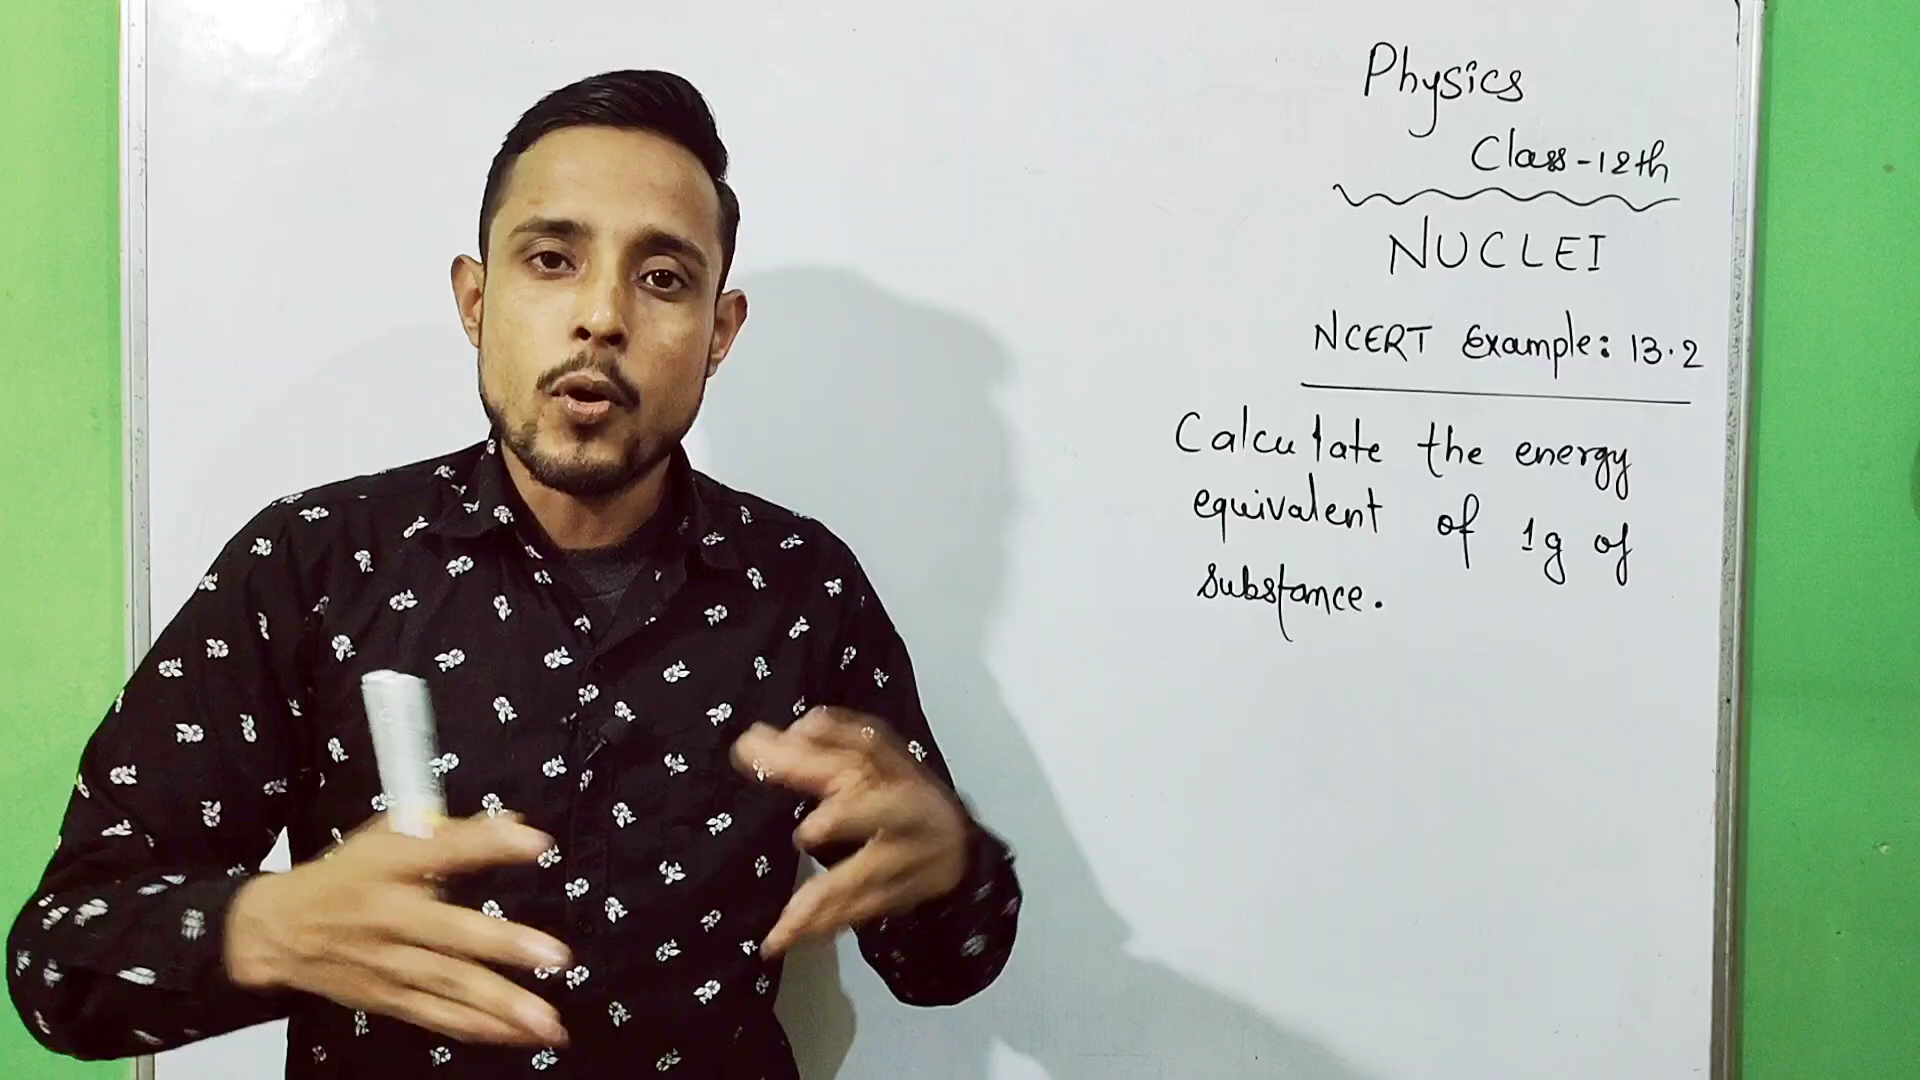 Physics
Class-12th
NUCLEI
NCERT Example: 13.2
Calculate the energy
equivalent of 1g of
substance.